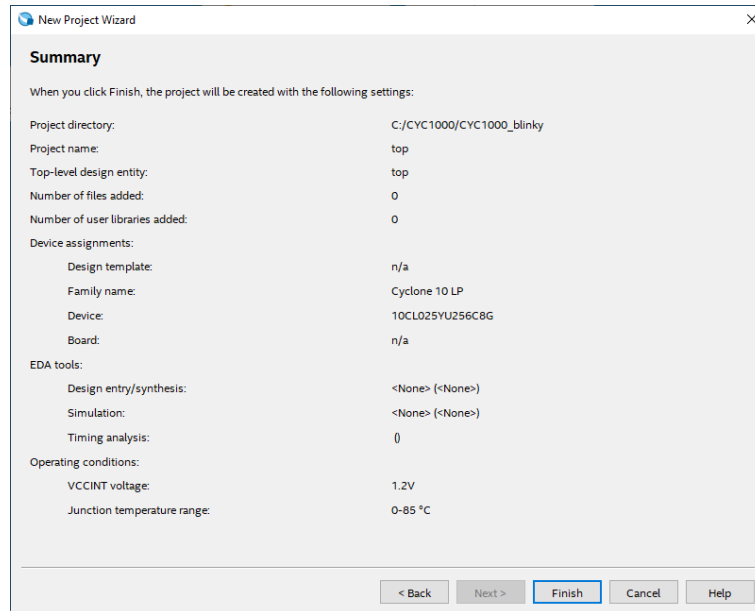 New Project Wizard
Summary
When you click Finish, the project will be created with the following settings:
Project directory: C:/CYC1000/CYC1000_blinky
Project name: top
Top-level design entity: top
Number of files added: 0
Number of user libraries added: 0
Device assignments:
Design template: n/a
Family name: Cyclone 10 LP
Device: 10CL025YU256C8G
Board: n/a
EDA tools:
Design entry/synthesis: <None> (<None>)
Simulation: <None> (<None>)
Timing analysis: ()
Operating conditions:
VCCINT voltage: 1.2V
Junction temperature range: 0-85 °C
< Back Next > Finish Cancel Help